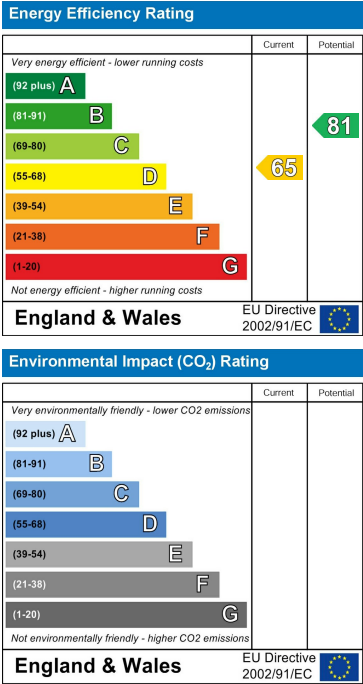 Energy Efficiency Rating
Current Potential
Very energy efficient - lower running costs
(92 plus) A
(81-91) B
(69-80) C
(55-68) D
(39-54) E
(21-38) F
(1-20) G
65
81
Not energy efficient - higher running costs
England & Wales
EU Directive
2002/91/EC
Environmental Impact (CO₂) Rating
Current Potential
Very environmentally friendly - lower CO2 emissions
(92 plus) A
(81-91) B
(69-80) C
(55-68) D
(39-54) E
(21-38) F
(1-20) G
Not environmentally friendly - higher CO2 emissions
England & Wales
EU Directive
2002/91/EC